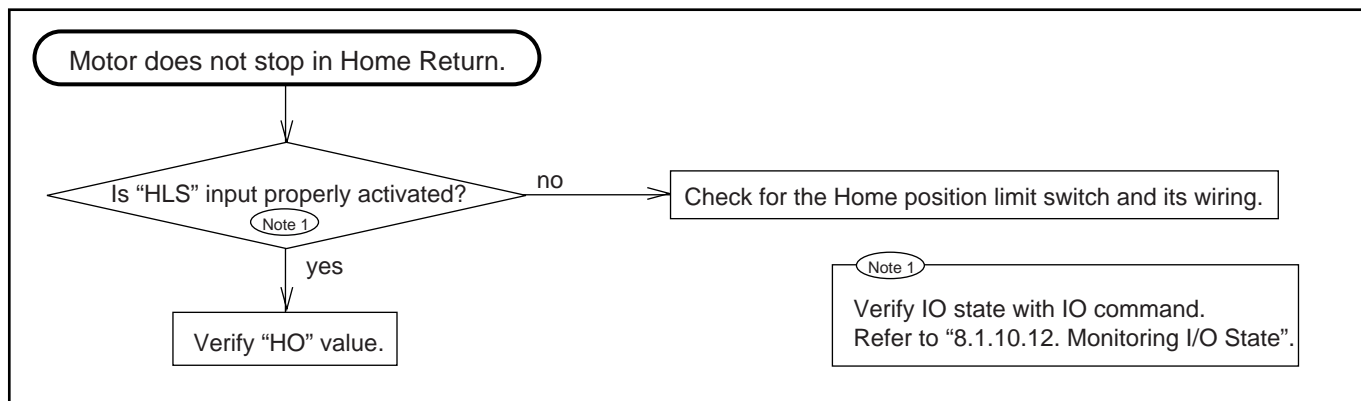 Motor does not stop in Home Return.
Is “HLS” input properly activated?
Note 1
no
Check for the Home position limit switch and its wiring.
yes
Verify “HO” value.
Note 1
Verify IO state with IO command.
Refer to “8.1.10.12. Monitoring I/O State”.